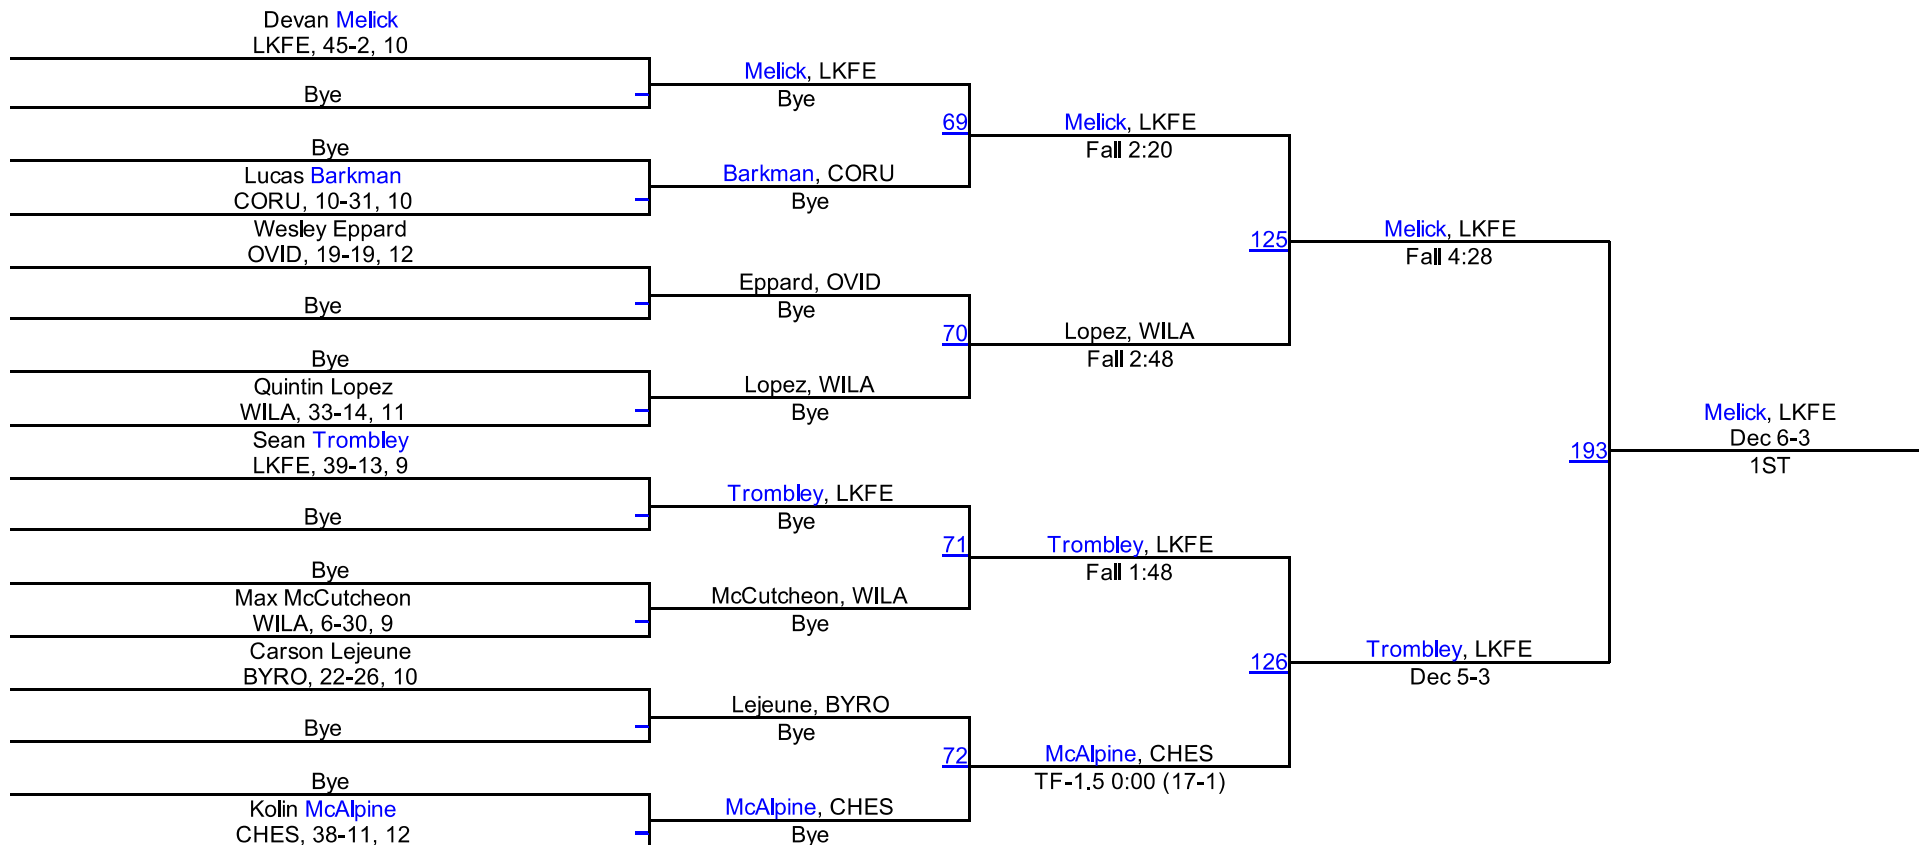 Devan Melick
LKFE, 45-2, 10
Bye
Bye
Lucas Barkman
CORU, 10-31, 10
Wesley Eppard
OVID, 19-19, 12
Bye
Bye
Quintin Lopez
WILA, 33-14, 11
Sean Trombley
LKFE, 39-13, 9
Bye
Bye
Max McCutcheon
WILA, 6-30, 9
Carson Lejeune
BYRO, 22-26, 10
Bye
Bye
Kolin McAlpine
CHES, 38-11, 12
Melick, LKFE
Bye
69
Barkman, CORU
Bye
Eppard, OVID
Bye
70
Lopez, WILA
Bye
Trombley, LKFE
Bye
71
McCutcheon, WILA
Bye
Lejeune, BYRO
Bye
72
McAlpine, CHES
Bye
Melick, LKFE
Fall 2:20
125
Lopez, WILA
Fall 2:48
Trombley, LKFE
Fall 1:48
126
McAlpine, CHES
TF-1.5 0:00 (17-1)
Melick, LKFE
Fall 4:28
193
Trombley, LKFE
Dec 5-3
Melick, LKFE
Dec 6-3
1ST